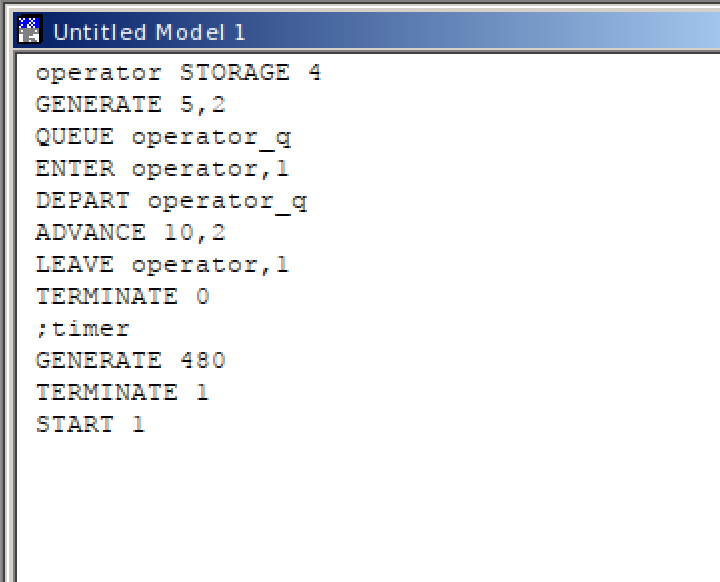 Untitled Model 1
operator STORAGE 4
GENERATE 5,2
QUEUE operator_q
ENTER operator,1
DEPART operator_q
ADVANCE 10,2
LEAVE operator,1
TERMINATE 0
;timer
GENERATE 480
TERMINATE 1
START 1